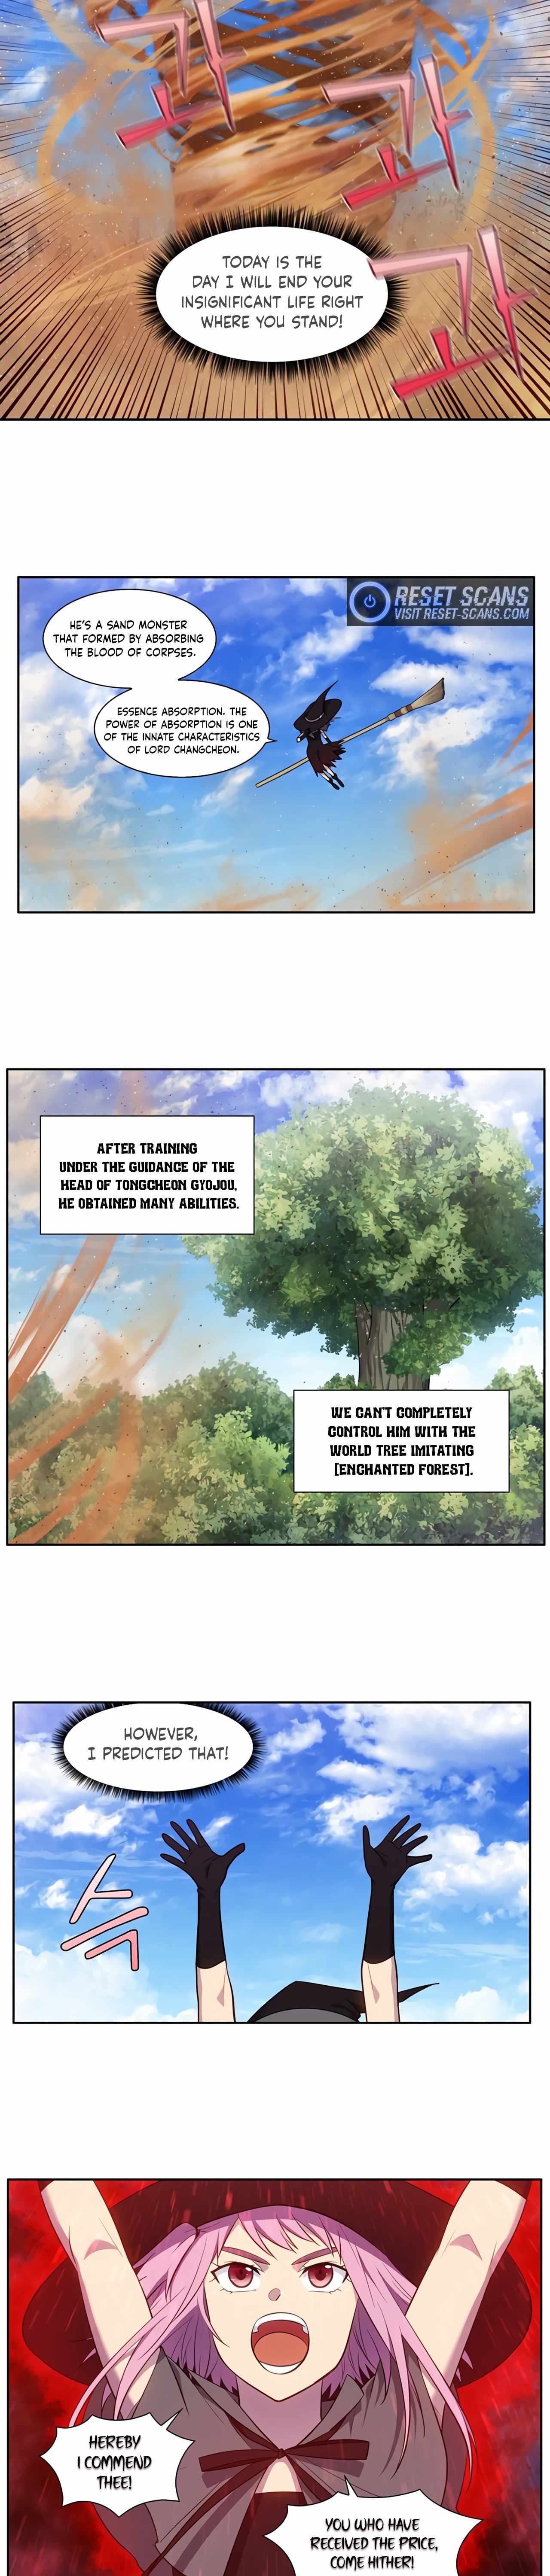 고
고
고
TODAY IS THE
DAY I WILL END YOUR
INSIGNIFICANT LIFE RIGHT
WHERE YOU STAND!
RESET SCANS
VISIT RESET-SCANS.COM
HE'S A SAND MONSTER
THAT FORMED BY ABSORBING
THE BLOOD OF CORPSES.
ESSENCE ABSORPTION. THE
POWER OF ABSORPTION IS ONE
OF THE INNATE CHARACTERISTICS
OF LORD CHANGCHEON.
AFTER TRAINING
UNDER THE GUIDANCE OF THE
HEAD OF TONGCHEON GYOJOU,
HE OBTAINED MANY ABILITIES.
WE CAN'T COMPLETELY
CONTROL HIM WITH THE
WORLD TREE IMITATING
[ENCHANTED FOREST].
HOWEVER,
I PREDICTED THAT!
슥
HEREBY
I COMMEND
THEE!
YOU WHO HAVE
RECEIVED THE PRICE,
COME HITHER!